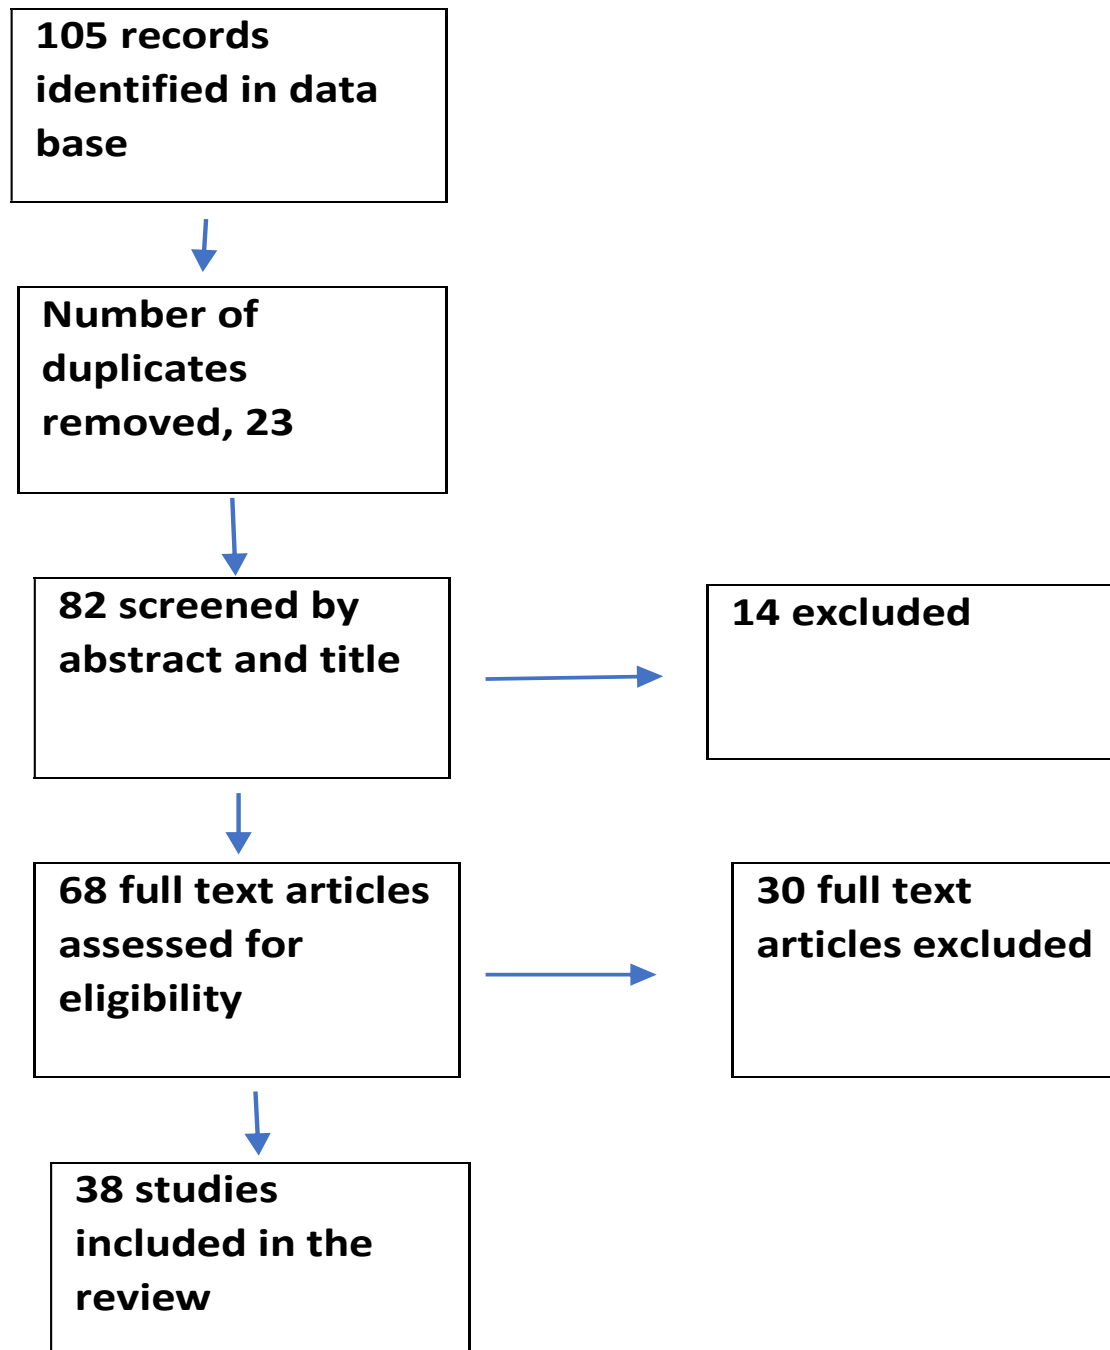 105 records
identified in data
base
Number of
duplicates
removed, 23
82 screened by
abstract and title
14 excluded
68 full text articles
assessed for
eligibility
30 full text
articles excluded
38 studies
included in the
review